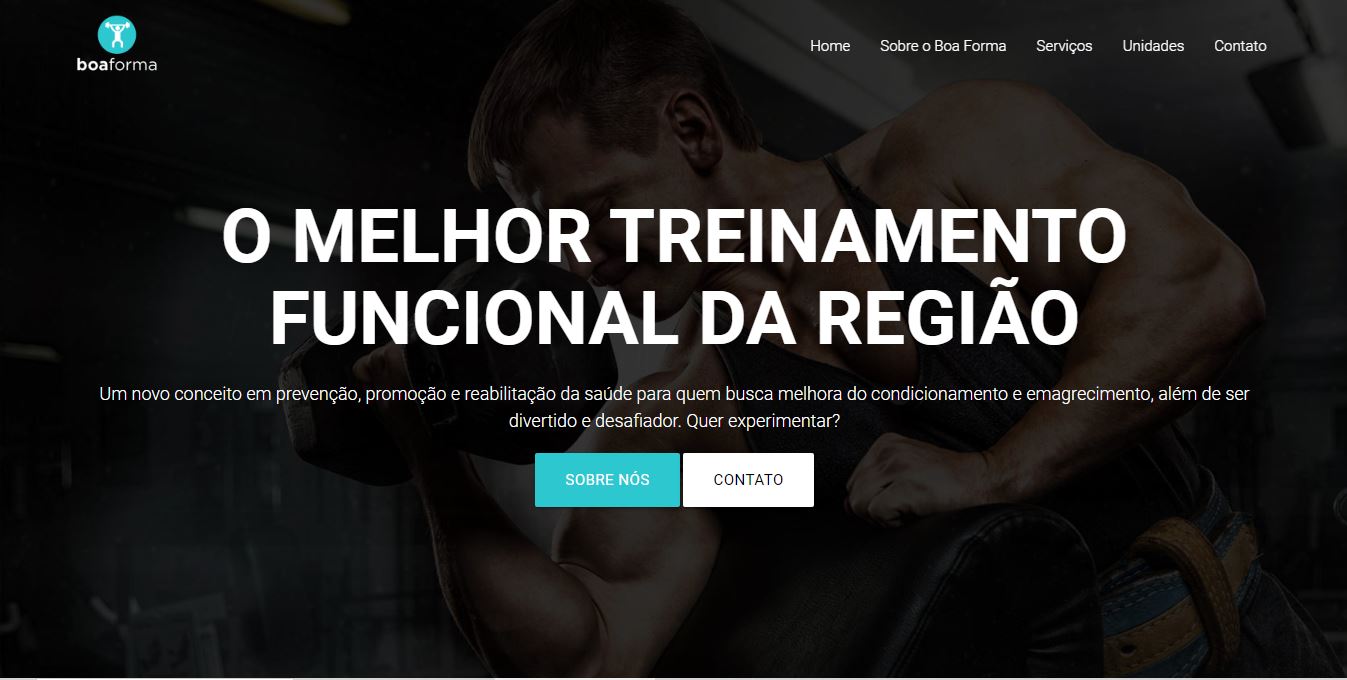 boaforma
Home Sobre o Boa Forma Serviços Unidades Contato
O MELHOR TREINAMENTO
FUNCIONAL DA REGIÃO
Um novo conceito em prevenção, promoção e reabilitação da saúde para quem busca melhora do condicionamento e emagrecimento, além de ser
divertido e desafiador. Quer experimentar?
SOBRE NÓS CONTATO